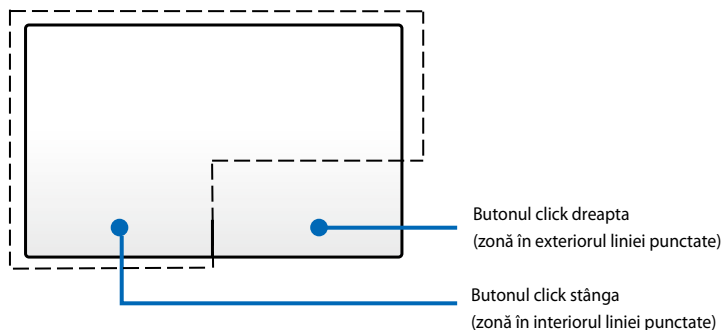 Butonul click dreapta
(zonă în exteriorul liniei punctate)
Butonul click stânga
(zonă în interiorul liniei punctate)